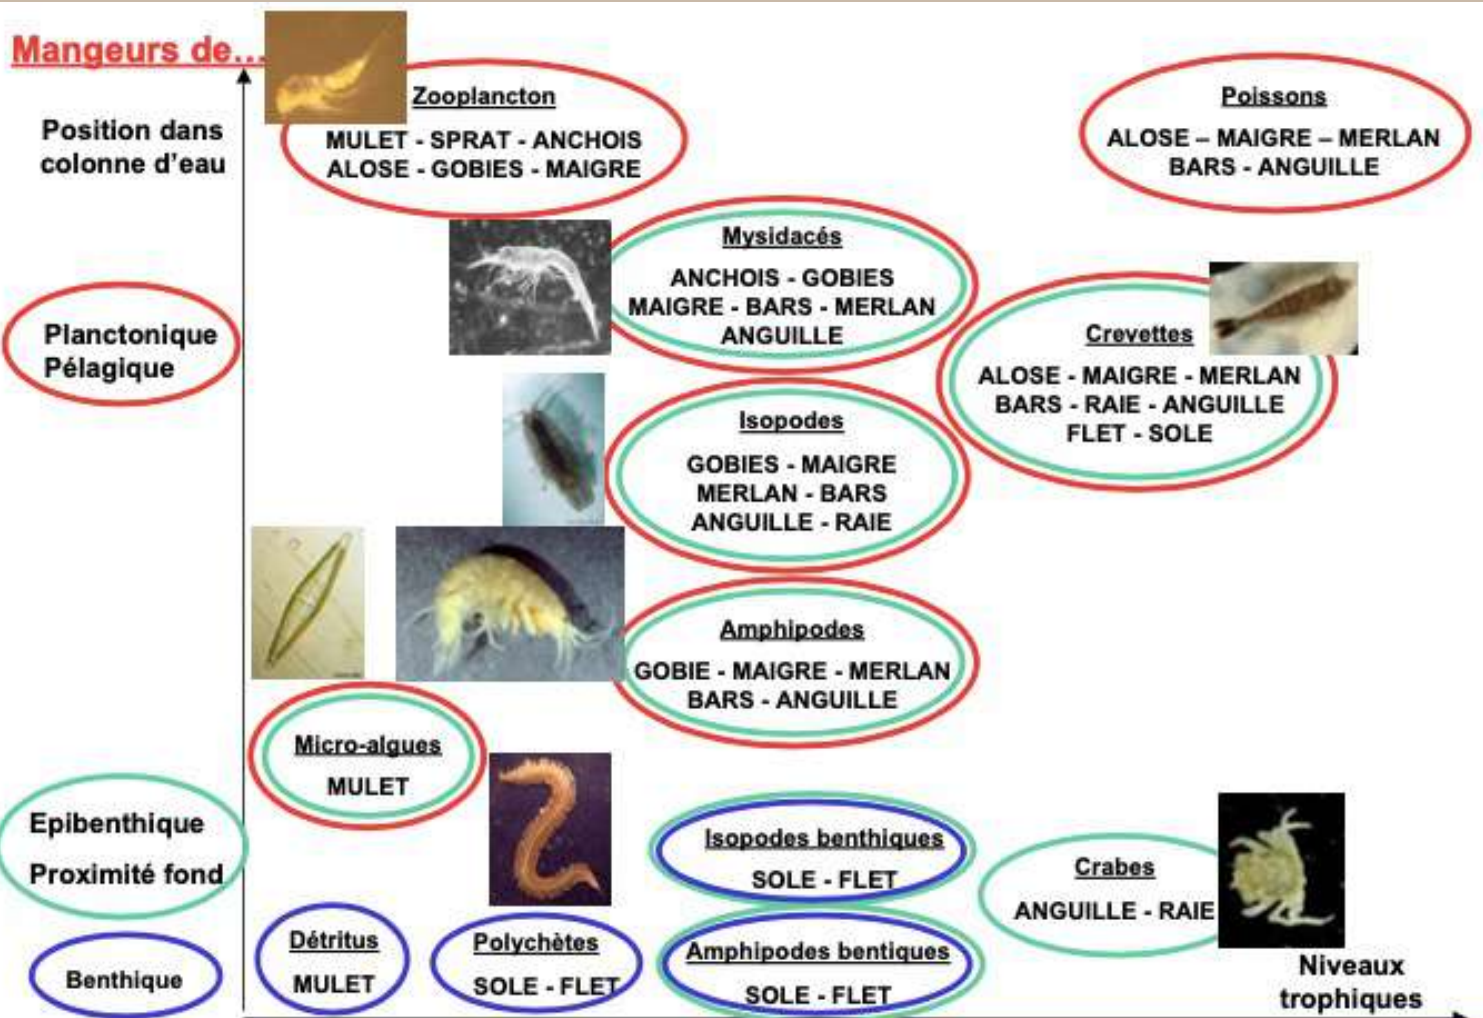 Mangeurs de...
Position dans
colonne d'eau
Zooplancton
MULET - SPRAT - ANCHOIS
ALOSE - GOBIES - MAIGRE
Poissons
ALOSE – MAIGRE – MERLAN
BARS - ANGUILLE
Mysidacés
ANCHOIS - GOBIES
MAIGRE - BARS - MERLAN
ANGUILLE
Planctonique
Pélagique
Crevettes
ALOSE - MAIGRE - MERLAN
BARS - RAIE - ANGUILLE
FLET - SOLE
Isopodes
GOBIES - MAIGRE
MERLAN - BARS
ANGUILLE - RAIE
Amphipodes
GOBIE - MAIGRE - MERLAN
BARS - ANGUILLE
Micro-algues
MULET
Epibenthique
Proximité fond
Isopodes benthiques
SOLE - FLET
Crabes
ANGUILLE - RAIE
Benthique
Détritus
MULET
Polychètes
SOLE - FLET
Amphipodes bentiques
SOLE - FLET
Niveaux
trophiques